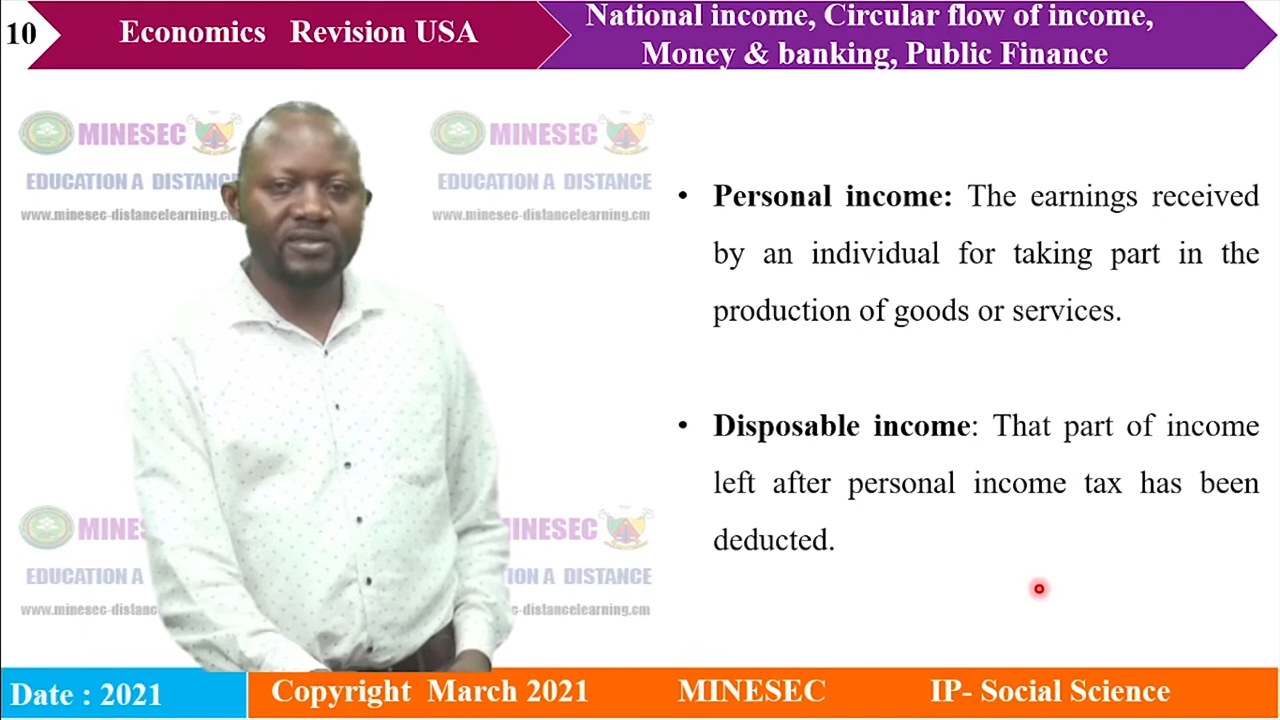 10
Economics Revision USA
National income, Circular flow of income,
Money & banking, Public Finance
MINESEC
MINESEC
EDUCATION A DISTANCE
EDUCATION A DISTANCE
www.minesec-distancelearning.cm
www.minesec-distancelearning.cm
• Personal income: The earnings received
by an individual for taking part in the
production of goods or services.
• Disposable income: That part of income
left after personal income tax has been
deducted.
MINESEC
EDUCATION A
DISTANCE
Date : 2021
Copyright March 2021
MINESEC
IP- Social Science